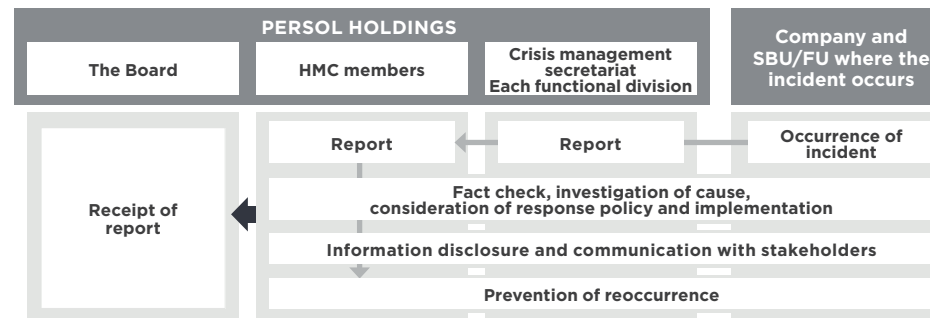 PERSOL HOLDINGS
The Board
HMC members
Crisis management
secretariat
Each functional division
Company and
SBU/FU where the
incident occurs
Report
Report
Occurrence of
incident
Receipt of
report
Fact check, investigation of cause,
consideration of response policy and implementation
Information disclosure and communication with stakeholders
Prevention of reoccurrence